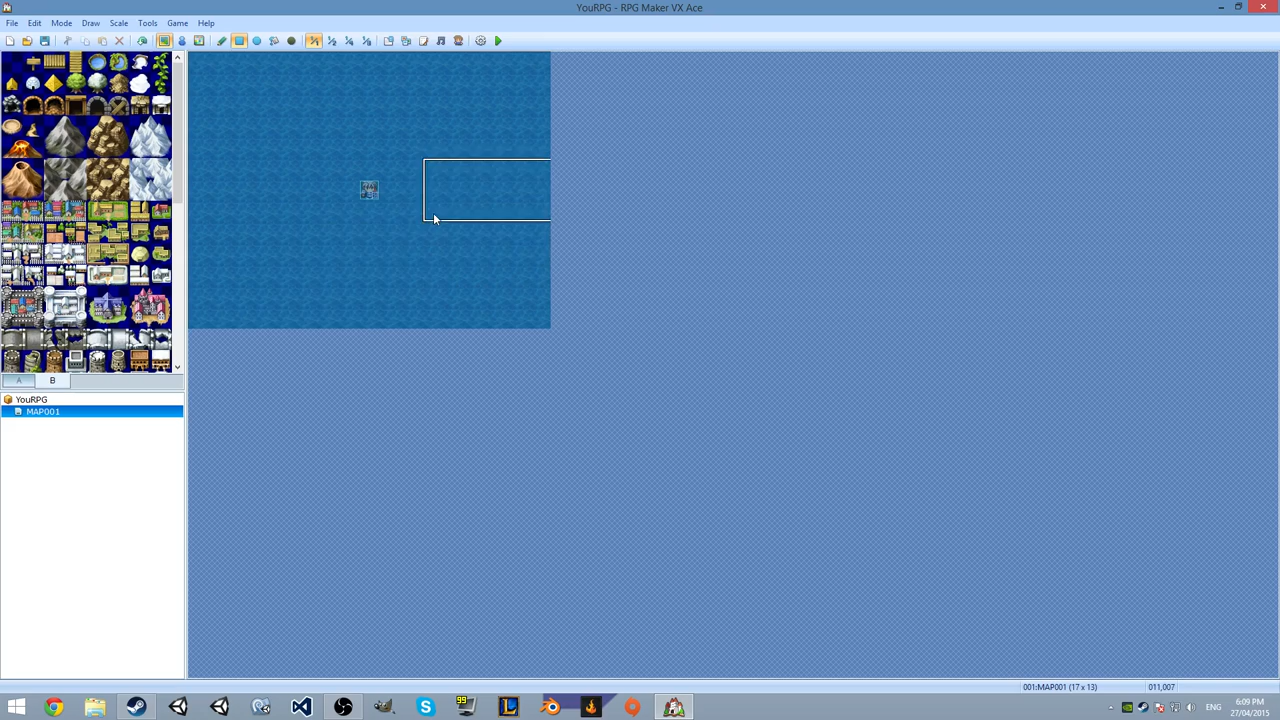 YouRPG - RPG Maker VX Ace
File Edit Mode Draw Scale Tools Game Help
A B
YouRPG
MAP001
001:MAP001 (17 x 13) 011,007
99
ENG
6:09 PM
27/04/2015